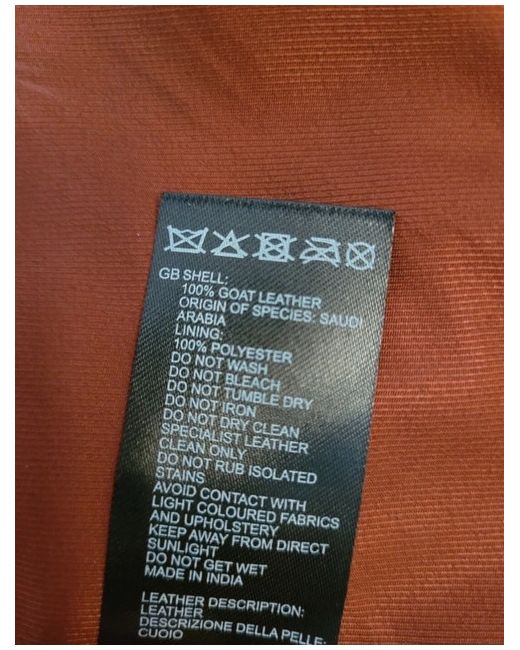 GB SHELL:
100% GOAT LEATHER
ORIGIN OF SPECIES: SAUDI
ARABIA
LINING:
100% POLYESTER
DO NOT WASH
DO NOT BLEACH
DO NOT TUMBLE DRY
DO NOT IRON
DO NOT DRY CLEAN
SPECIALIST LEATHER
CLEAN ONLY
DO NOT RUB ISOLATED
STAINS
AVOID CONTACT WITH
LIGHT COLOURED FABRICS
AND UPHOLSTERY
KEEP AWAY FROM DIRECT
SUNLIGHT
DO NOT GET WET
MADE IN INDIA
LEATHER DESCRIPTION:
LEATHER
DESCRIZIONE DELLA PELLE:
CUOIO